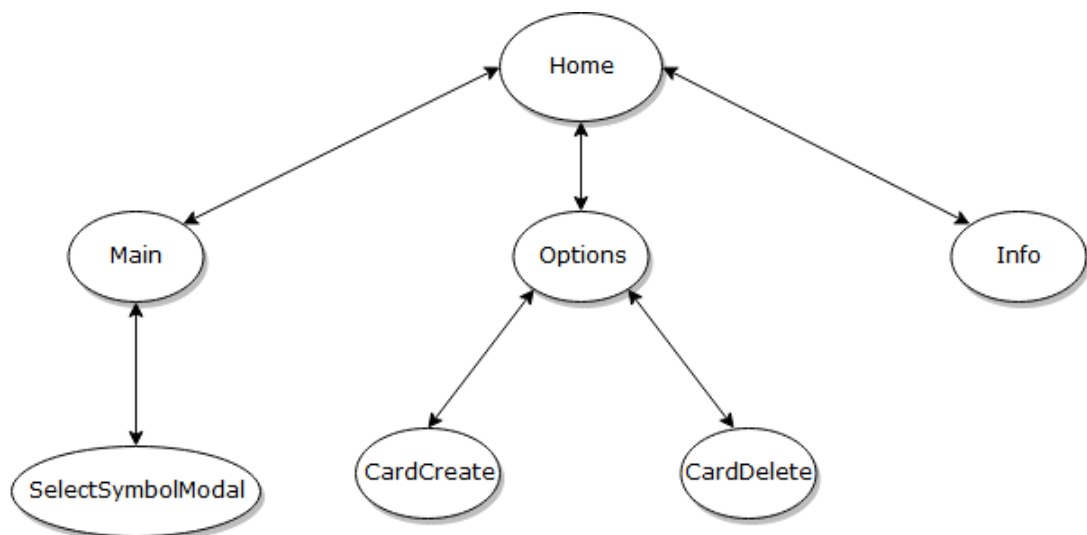 Home
Main
Options
Info
SelectSymbolModal
CardCreate
CardDelete